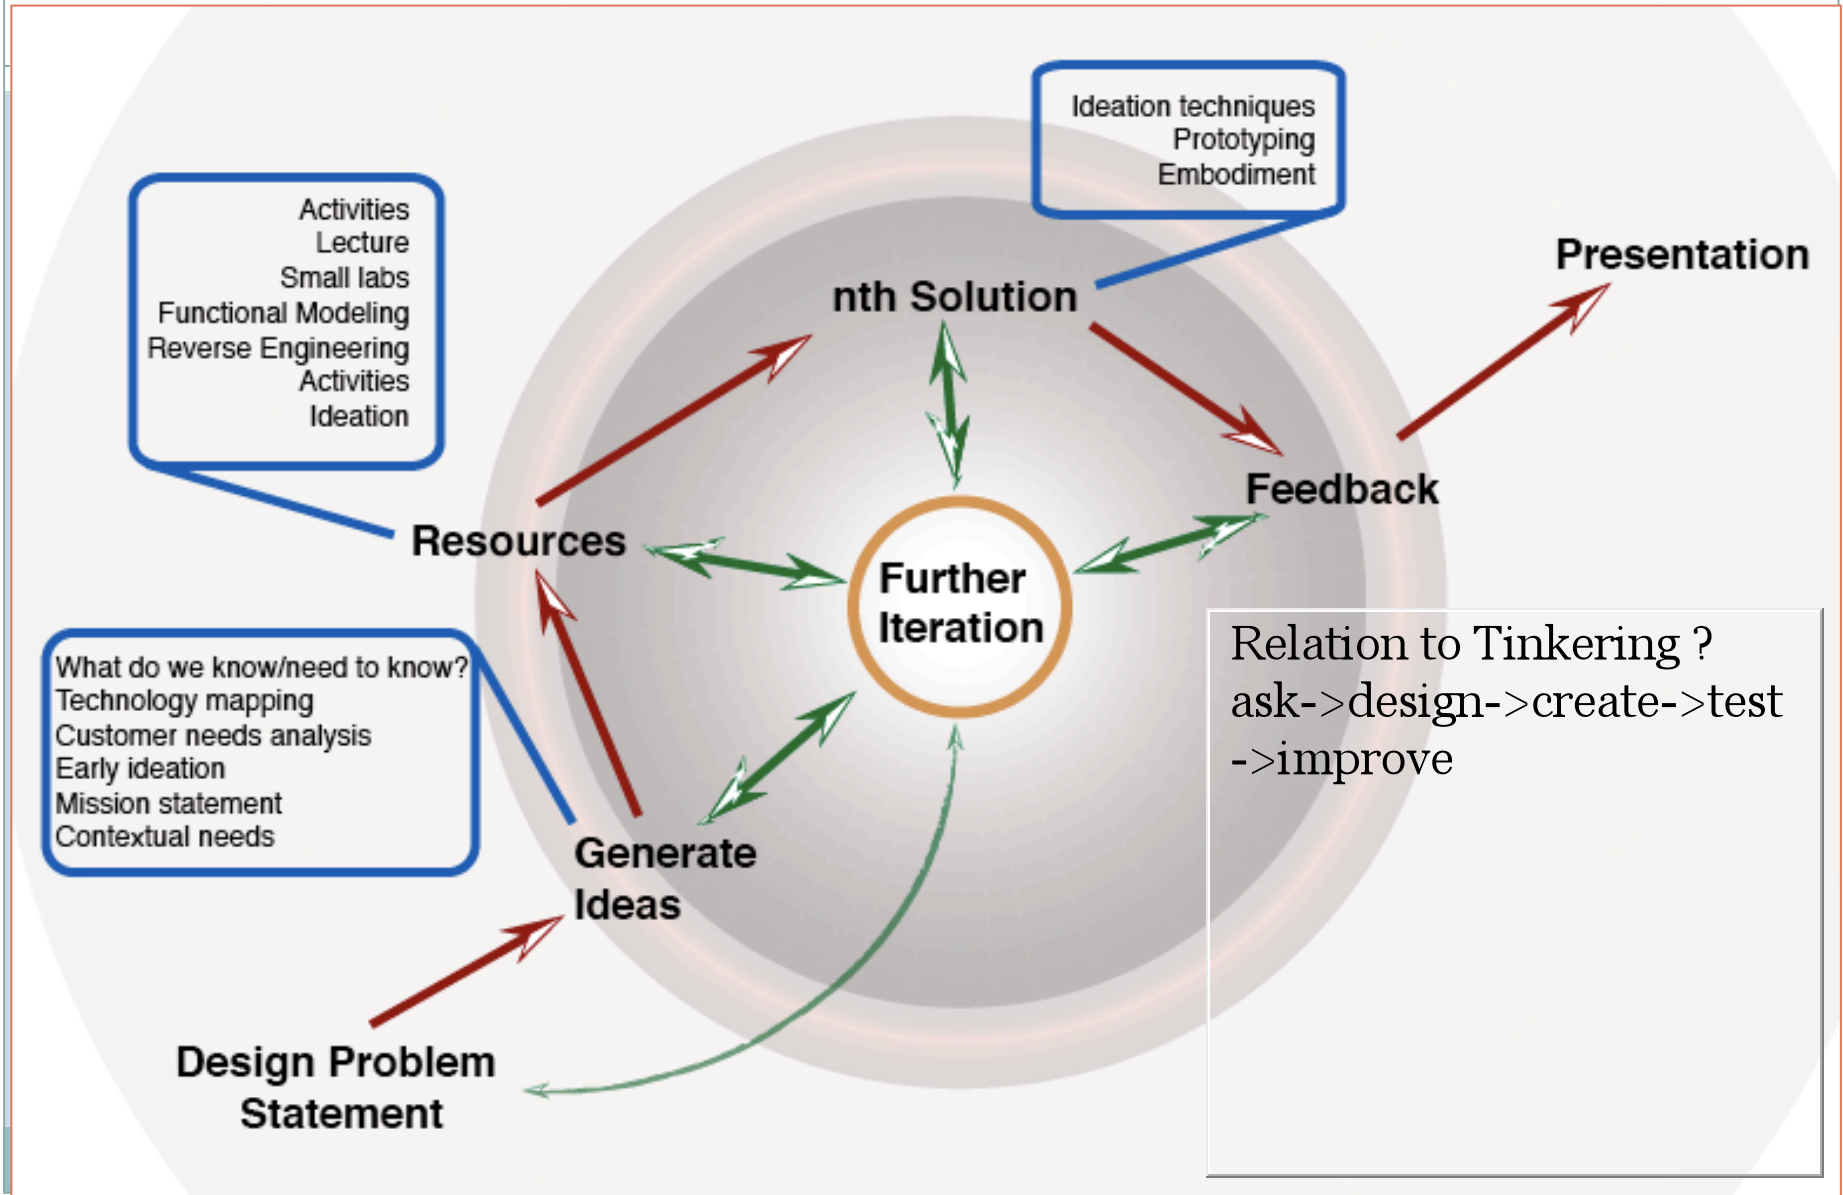 Ideation techniques
Prototyping
Embodiment
Activities
Lecture
Small labs
Functional Modeling
Reverse Engineering
Activities
Ideation
Presentation
nth Solution
Feedback
Resources
Further
Iteration
Relation to Tinkering ?
ask->design->create->test
->improve
What do we know/need to know?
Technology mapping
Customer needs analysis
Early ideation
Mission statement
Contextual needs
Generate
Ideas
Design Problem
Statement